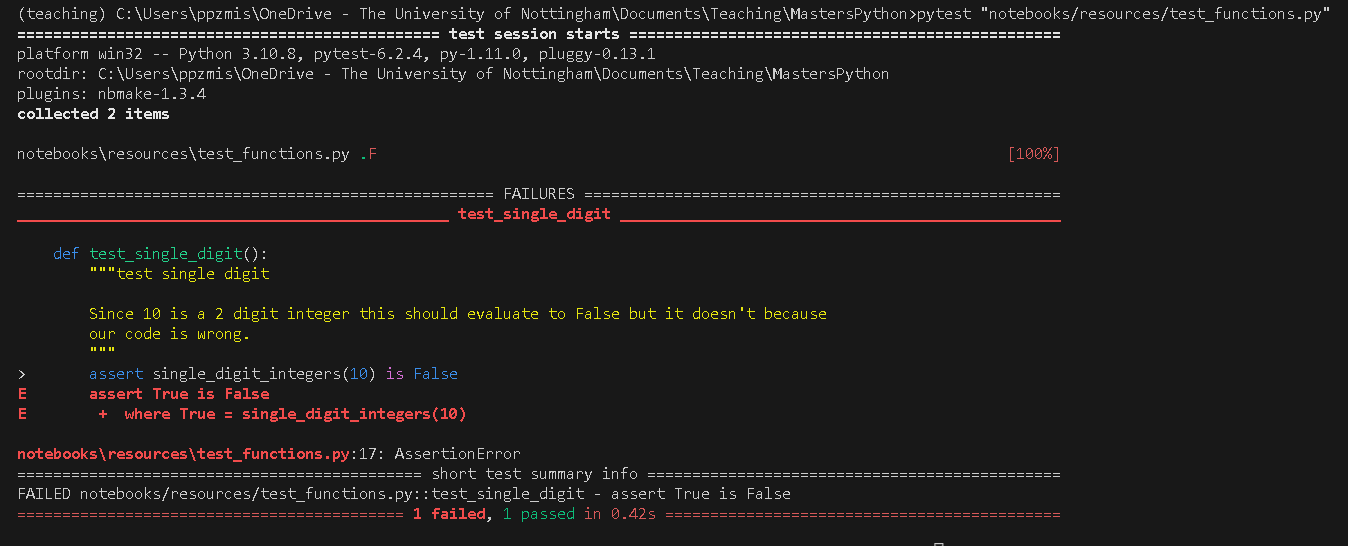 (teaching) C:\Users\ppzmis\OneDrive - The University of Nottingham\Documents\Teaching\MastersPython>pytest "notebooks/resources/test_functions.py"
=============================================== test session starts ================================================
platform win32 -- Python 3.10.8, pytest-6.2.4, py-1.11.0, pluggy-0.13.1
rootdir: C:\Users\ppzmis\OneDrive - The University of Nottingham\Documents\Teaching\MastersPython
plugins: nbmake-1.3.4
collected 2 items
notebooks\resources\test_functions.py .F [100%]
===================================================== FAILURES =====================================================
________________________________________________ test_single_digit _________________________________________________
def test_single_digit():
"""test single digit
Since 10 is a 2 digit integer this should evaluate to False but it doesn't because
our code is wrong.
"""
> assert single_digit_integers(10) is False
E assert True is False
E + where True = single_digit_integers(10)
notebooks\resources\test_functions.py:17: AssertionError
============================================= short test summary info ==============================================
FAILED notebooks/resources/test_functions.py::test_single_digit - assert True is False
=========================================== 1 failed, 1 passed in 0.42s ============================================